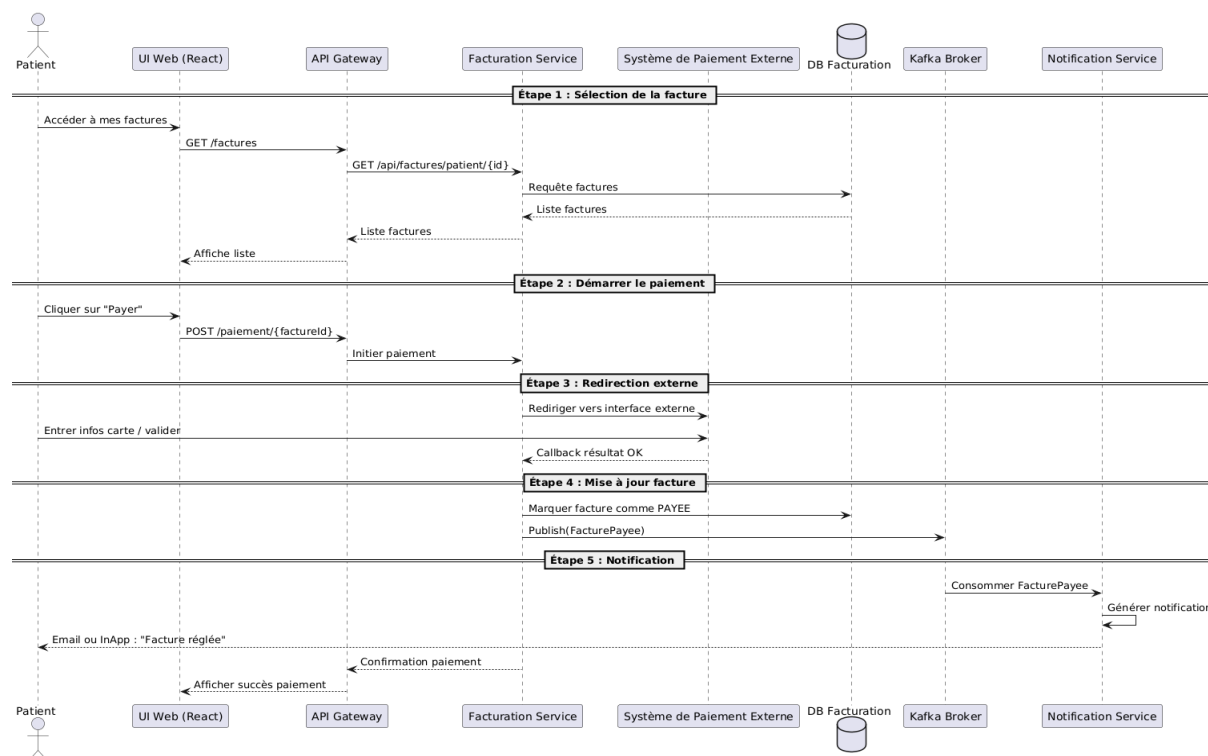 Patient
UI Web (React)
API Gateway
Facturation Service
Système de Paiement Externe
DB Facturation
Kafka Broker
Notification Service
Étape 1 : Sélection de la facture
Accéder à mes factures
GET /factures
GET /api/factures/patient/{id}
Requête factures
Liste factures
Liste factures
Affiche liste
Étape 2 : Démarrer le paiement
Cliquer sur "Payer"
POST /paiement/{factureId}
Initier paiement
Étape 3 : Redirection externe
Rediriger vers interface externe
Entrer infos carte / valider
Callback résultat OK
Étape 4 : Mise à jour facture
Marquer facture comme PAYEE
Publish(FacturePayee)
Étape 5 : Notification
Consommer FacturePayee
Générer notification
Email ou InApp : "Facture réglée"
Confirmation paiement
Afficher succès paiement
Patient
UI Web (React)
API Gateway
Facturation Service
Système de Paiement Externe
DB Facturation
Kafka Broker
Notification Service